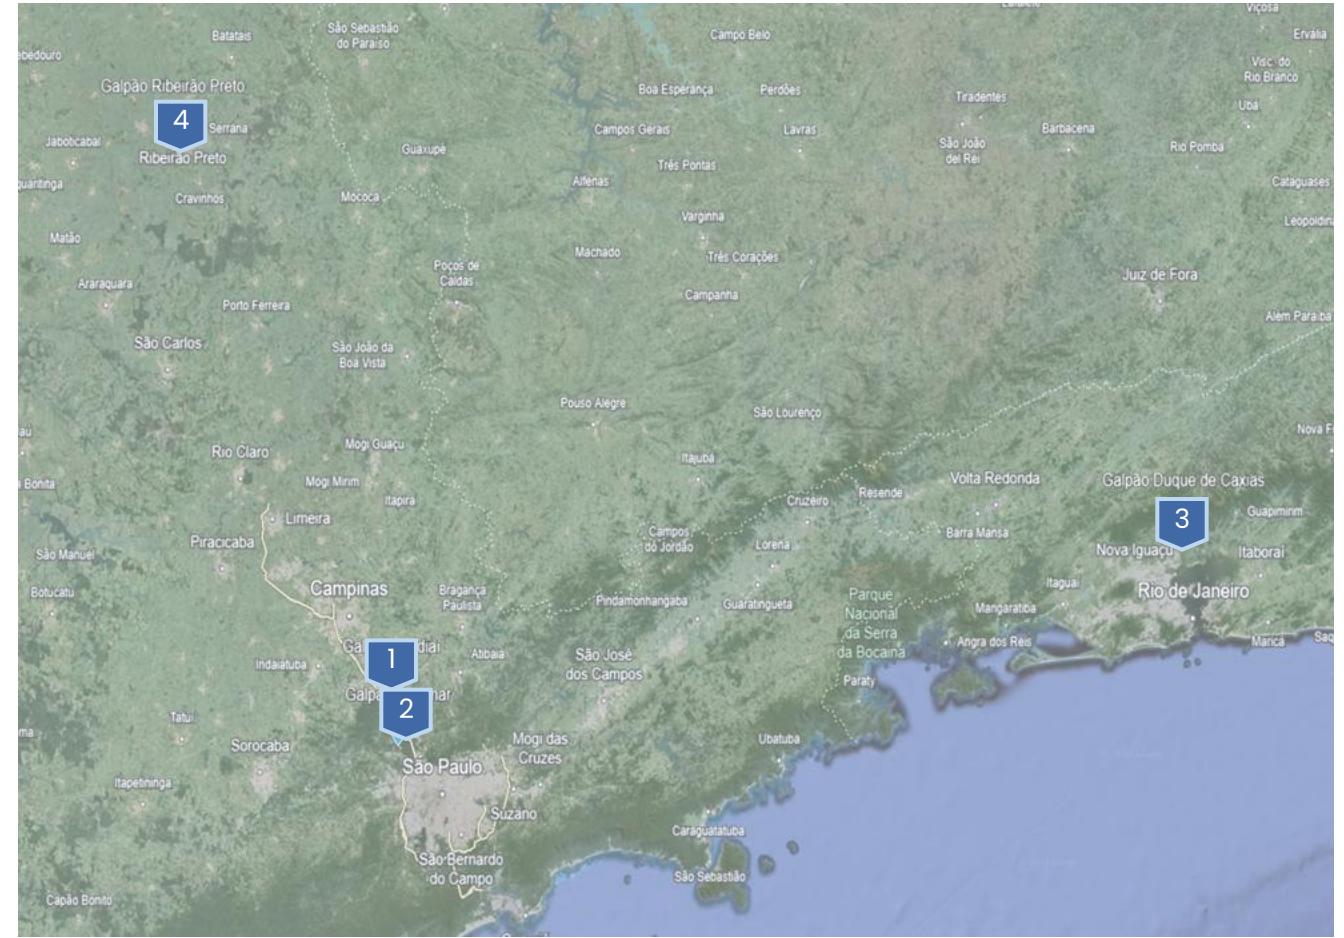 Viçosa
São Sebastião
do Paraíso
Batatais
Campo Belo
Ervália
Visc. do
Rio Branco
Galpão Ribeirão Preto
Boa Esperança
Perdões
Tiradentes
Ubá
4
Serrana
Campos Gerais
Lavras
Barbacena
Jaboticabal
Guaxupé
São João
del Rei
Rio Pomba
Ribeirão Preto
Três Pontas
Alfenas
Cataguases
Cravinhos
Mococa
Varginha
Matão
Machado
Três Corações
Poços de
Caldas
Juiz de Fora
Araraquara
Porto Ferreira
Campanha
Além Paraíba
São Carlos
São João da
Boa Vista
Pouso Alegre
São Lourenço
Mogi Guaçu
Rio Claro
Itajubá
Mogi Mirim
Itapira
Volta Redonda
Galpão Duque de Caxias
Cruzeiro
Resende
3
Guapimirim
Limeira
Piracicaba
Campos
do Jordão
Lorena
Barra Mansa
Nova Iguaçu
Itaboraí
São Manuel
Botucatu
Campinas
Bragança
Paulista
Pindamonhangaba
Guaratinguetá
Parque
Nacional
da Serra
da Bocaina
Itaguaí
Mangaratiba
Rio de Janeiro
Angra dos Reis
Maricá
1
Atibaia
São José
dos Campos
Indaiatuba
Paraty
2
Tatuí
Sorocaba
Mogi das
Cruzes
Ubatuba
São Paulo
Itapetininga
Suzano
Caraguatatuba
São Bernardo
do Campo
São Sebastião
Capão Bonito